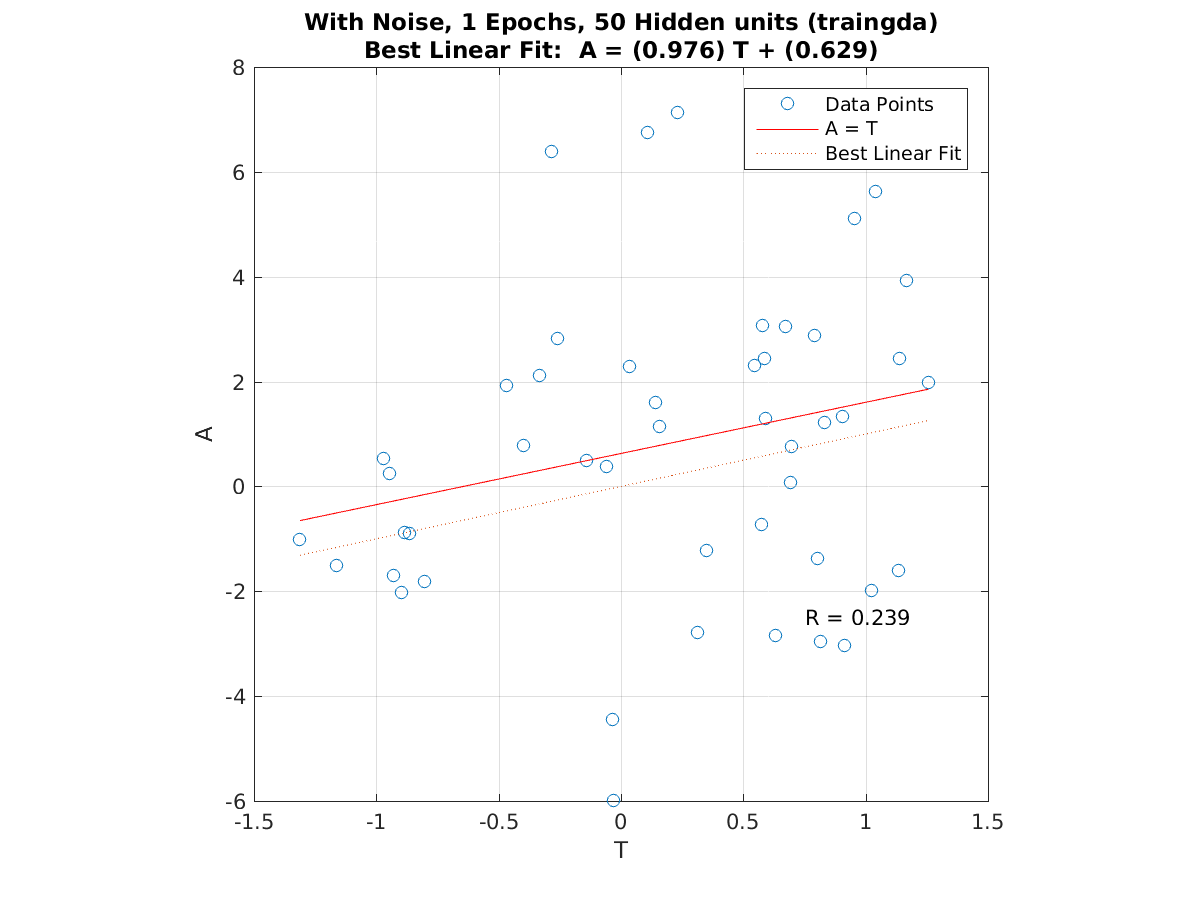 With Noise, 1 Epochs, 50 Hidden units (traingda)
Best Linear Fit:  A = (0.976) T + (0.629)
8
Data Points
A = T
Best Linear Fit
6
4
2
A
0
-2
R = 0.239
-4
-6
-1.5 -1 -0.5 0 0.5 1 1.5
T